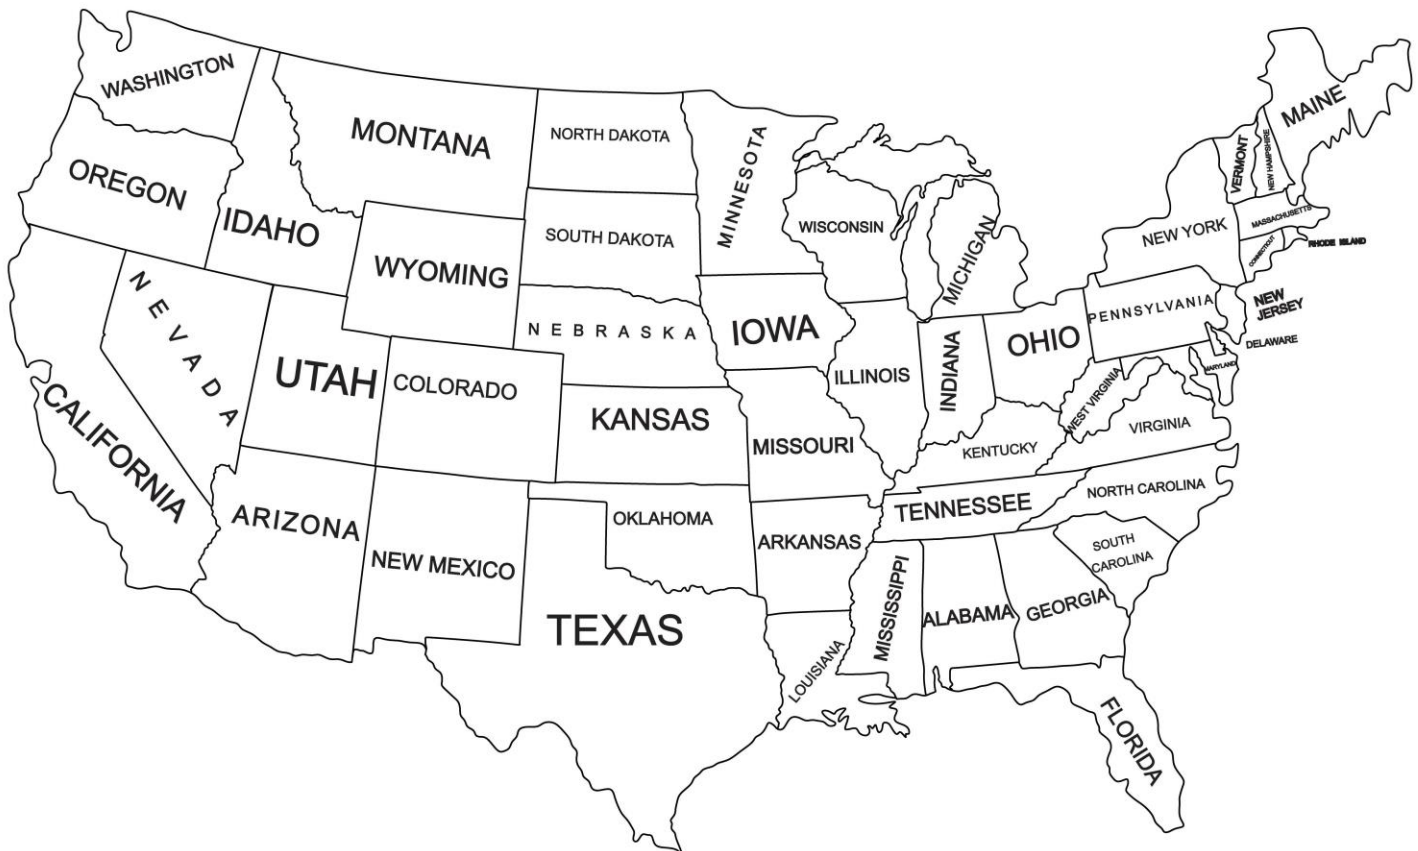 WASHINGTON
MONTANA
NORTH DAKOTA
MINNESOTA
MAINE
VERMONT
NEW HAMPSHIRE
OREGON
IDAHO
WYOMING
SOUTH DAKOTA
WISCONSIN
MICHIGAN
NEW YORK
MASSACHUSETTS
CONNECTICUT
RHODE ISLAND
NEVADA
UTAH
COLORADO
NEBRASKA
IOWA
ILLINOIS
INDIANA
OHIO
PENNSYLVANIA
NEW
JERSEY
DELAWARE
MARYLAND
CALIFORNIA
KANSAS
MISSOURI
KENTUCKY
WEST VIRGINIA
VIRGINIA
ARIZONA
NEW MEXICO
OKLAHOMA
ARKANSAS
TENNESSEE
NORTH CAROLINA
SOUTH
CAROLINA
TEXAS
LOUISIANA
MISSISSIPPI
ALABAMA
GEORGIA
FLORIDA